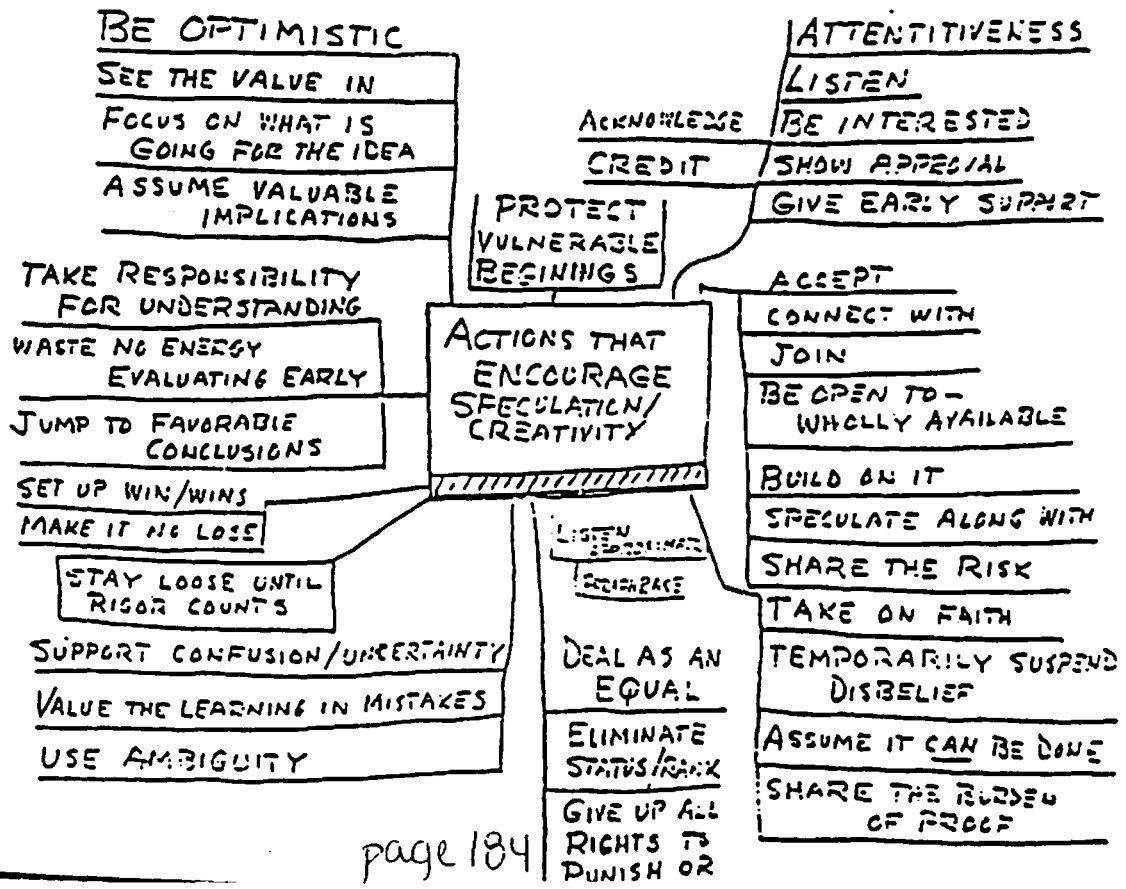 BE OPTIMISTIC
SEE THE VALUE IN
FOCUS ON WHAT IS
GOING FOR THE IDEA
ASSUME VALUABLE
IMPLICATIONS
TAKE RESPONSIBILITY
FOR UNDERSTANDING
WASTE NO ENERGY
EVALUATING EARLY
JUMP TO FAVORABLE
CONCLUSIONS
SET UP WIN/WINS
MAKE IT NO LOSE
STAY LOOSE UNTIL
RIGOR COUNTS
SUPPORT CONFUSION/UNCERTAINTY
VALUE THE LEARNING IN MISTAKES
USE AMBIGUITY
PROTECT
VULNERABLE
BEGININGS
ACTIONS THAT
ENCOURAGE
SPECULATION/
CREATIVITY
LISTEN
DEAL AS AN
EQUAL
ELIMINATE
STATUS/RANK
GIVE UP ALL
RIGHTS TO
PUNISH OR
ATTENTITIVENESS
LISTEN
ACKNOWLEDGE BE INTERESTED
CREDIT SHOW APPROVAL
GIVE EARLY SUPPORT
ACCEPT
CONNECT WITH
JOIN
BE OPEN TO -
WHOLLY AVAILABLE
BUILD ON IT
SPECULATE ALONG WITH
SHARE THE RISK
TAKE ON FAITH
TEMPORARILY SUSPEND
DISBELIEF
ASSUME IT CAN BE DONE
SHARE THE BURDEN
OF PROOF
page 184